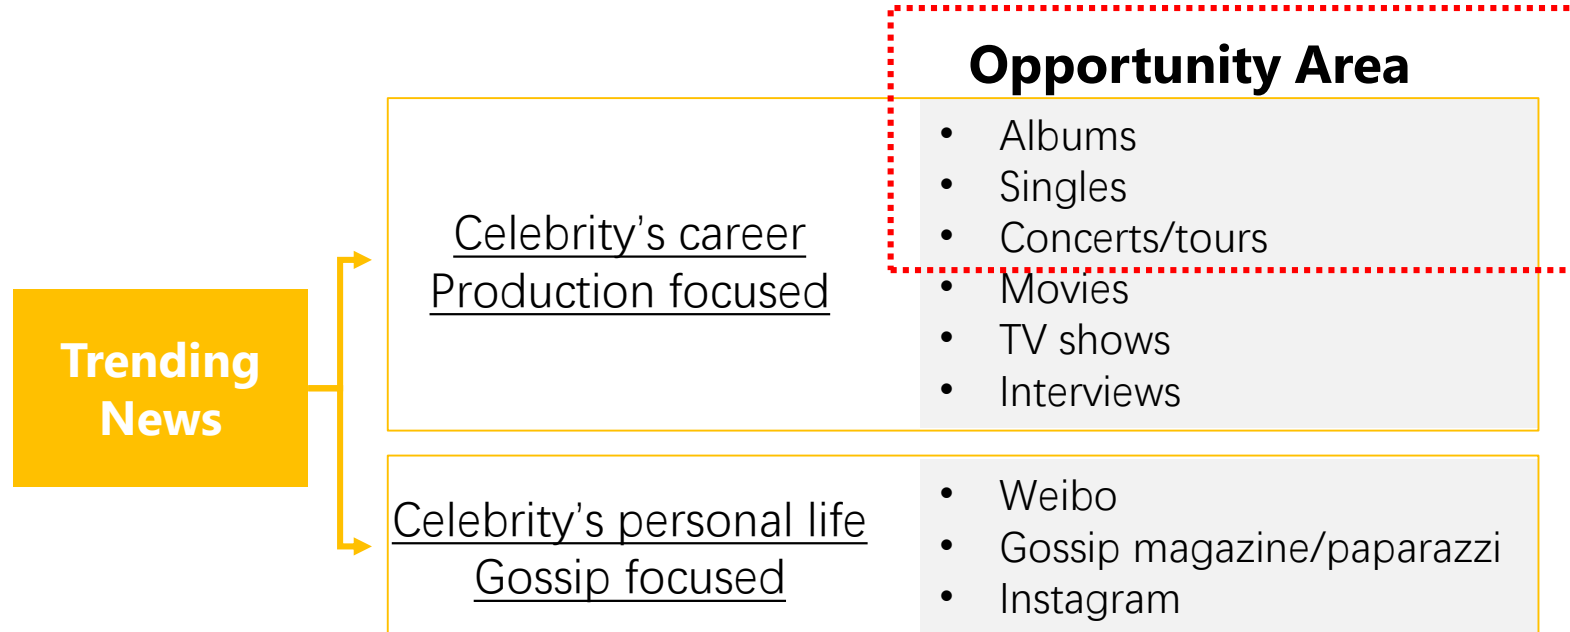 Opportunity Area
• Albums
• Singles
• Concerts/tours
• Movies
• TV shows
• Interviews
Celebrity's career
Production focused
Trending
News
Celebrity's personal life
Gossip focused
• Weibo
• Gossip magazine/paparazzi
• Instagram